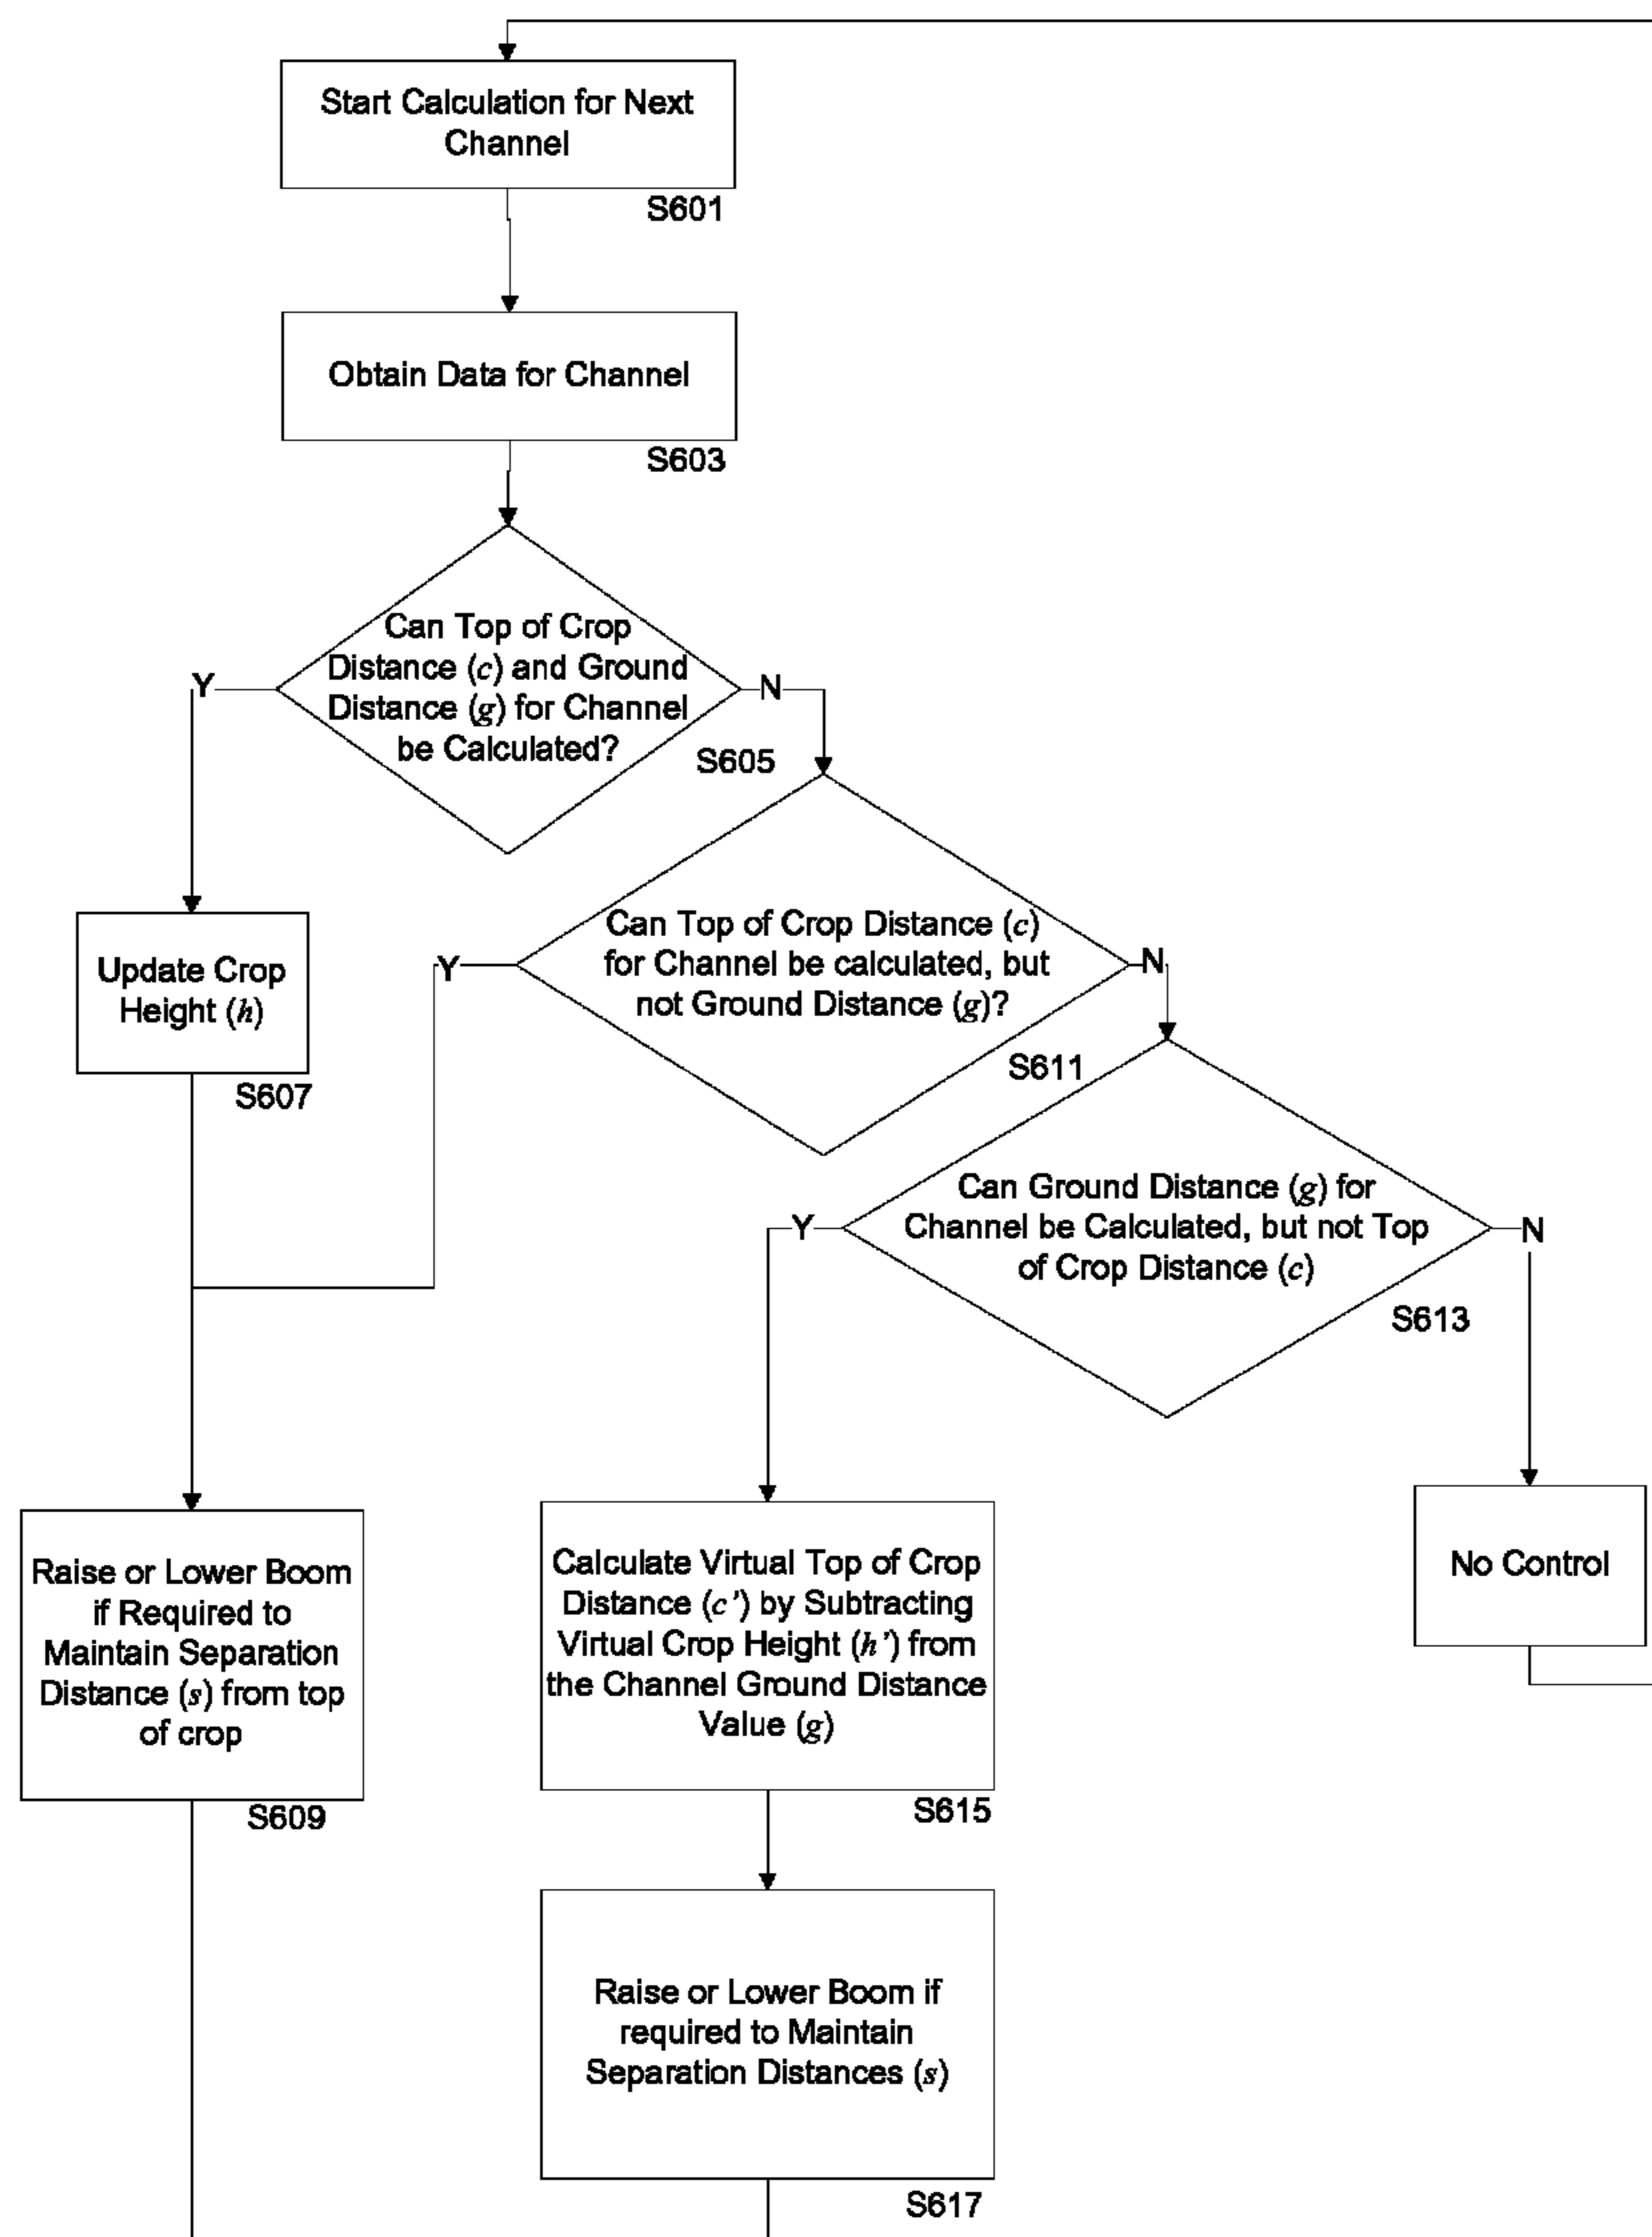 Start Calculation for Next
Channel
S601
Obtain Data for Channel
S603
Can Top of Crop
Distance (c) and Ground
Distance (g) for Channel
be Calculated?
Y
N
S605
Can Top of Crop Distance (c)
for Channel be calculated, but
not Ground Distance (g)?
Y
N
S611
Update Crop
Height (h)
S607
Can Ground Distance (g) for
Channel be Calculated, but not Top
of Crop Distance (c)
Y
N
S613
Raise or Lower Boom
if Required to
Maintain Separation
Distance (s) from top
of crop
S609
Calculate Virtual Top of Crop
Distance (c’) by Subtracting
Virtual Crop Height (h’) from
the Channel Ground Distance
Value (g)
S615
No Control
Raise or Lower Boom if
required to Maintain
Separation Distances (s)
S617